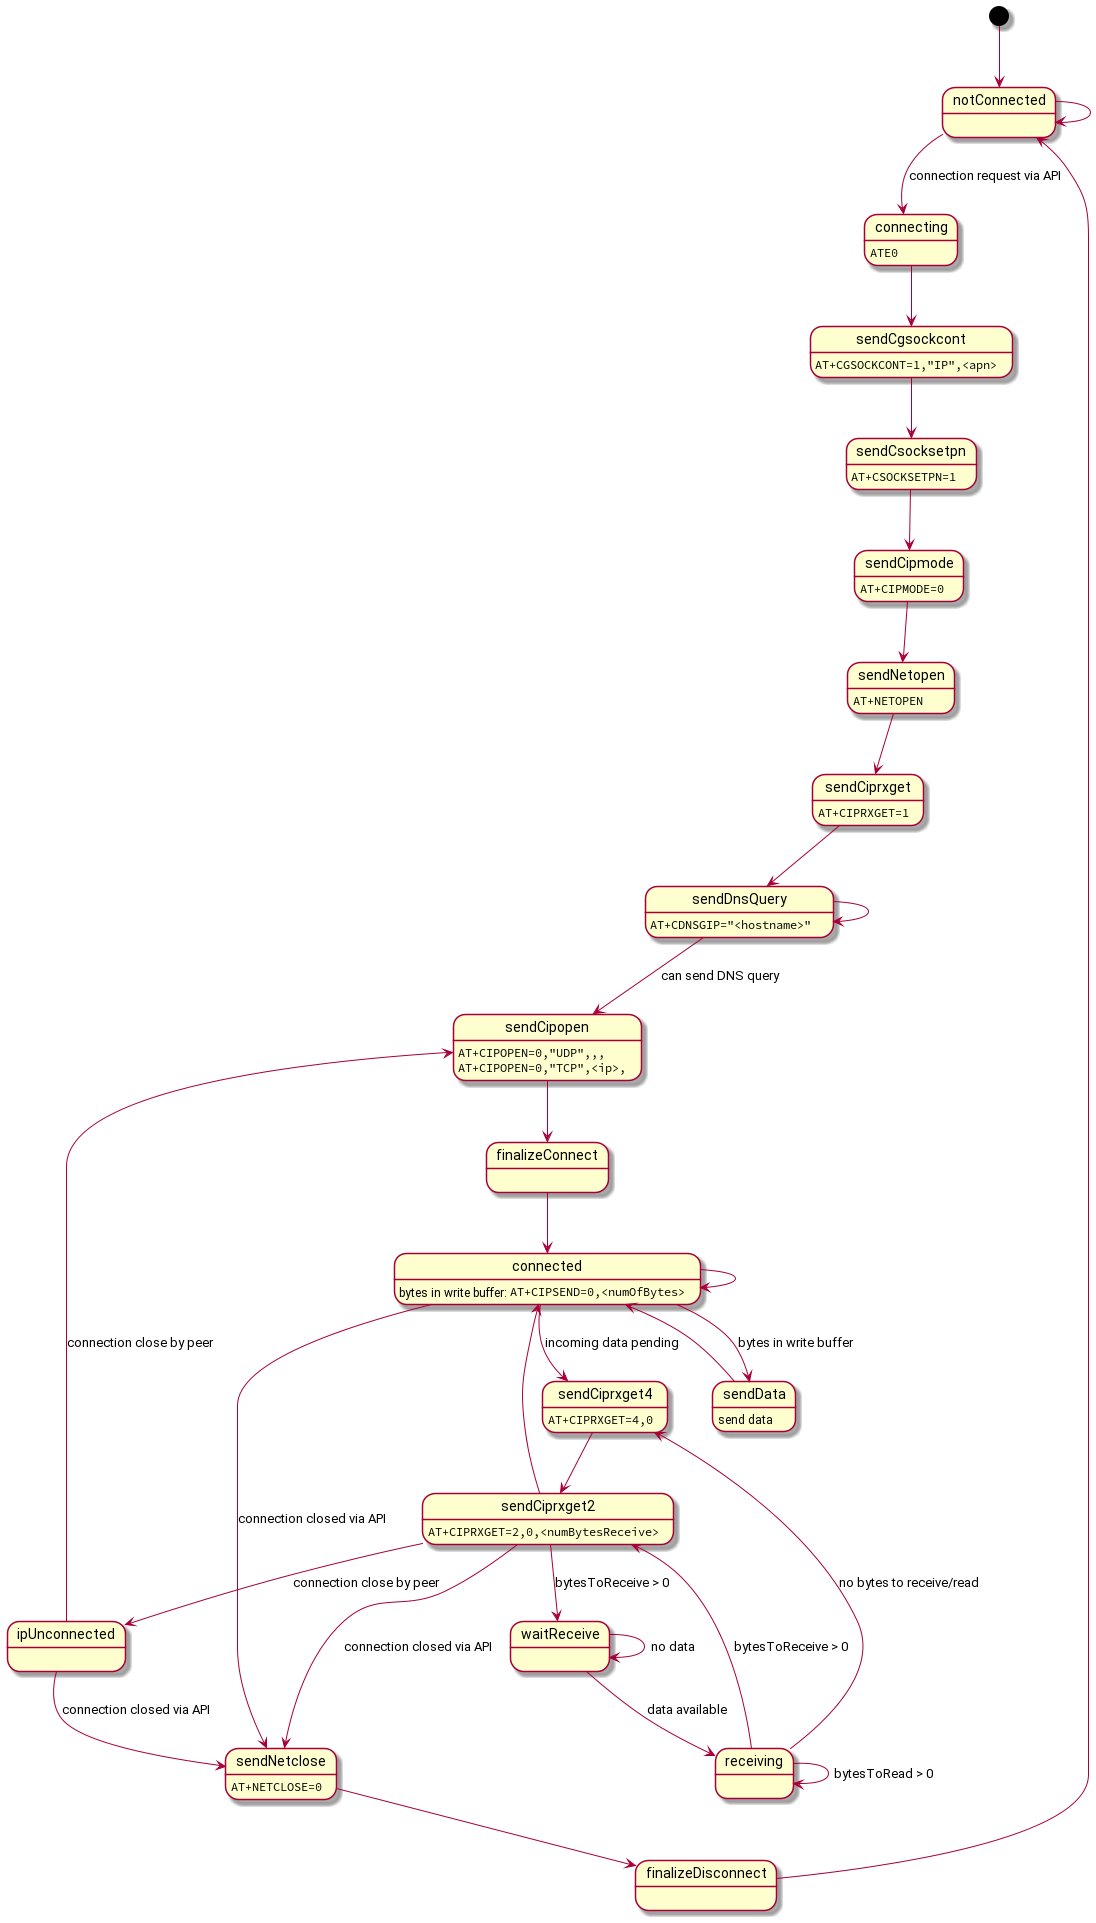 notConnected
connection request via API
connecting
ATE0
sendCgsockcont
AT+CGSOCKCONT=1,"IP",<apn>
sendCsocksetpn
AT+CSOCKSETPN=1
sendCipmode
AT+CIPMODE=0
sendNetopen
AT+NETOPEN
sendCiprxget
AT+CIPRXGET=1
sendDnsQuery
AT+CDNSGIP="<hostname>"
can send DNS query
sendCipopen
AT+CIPOPEN=0,"UDP",,,
AT+CIPOPEN=0,"TCP",<ip>,
finalizeConnect
connected
bytes in write buffer: AT+CIPSEND=0,<numOfBytes>
connection close by peer
incoming data pending
bytes in write buffer
sendCiprxget4
AT+CIPRXGET=4,0
sendData
send data
sendCiprxget2
AT+CIPRXGET=2,0,<numBytesReceive>
connection closed via API
connection close by peer
bytesToReceive > 0
no bytes to receive/read
ipUnconnected
connection closed via API
waitReceive
no data
bytesToReceive > 0
connection closed via API
data available
sendNetclose
AT+NETCLOSE=0
receiving
bytesToRead > 0
finalizeDisconnect